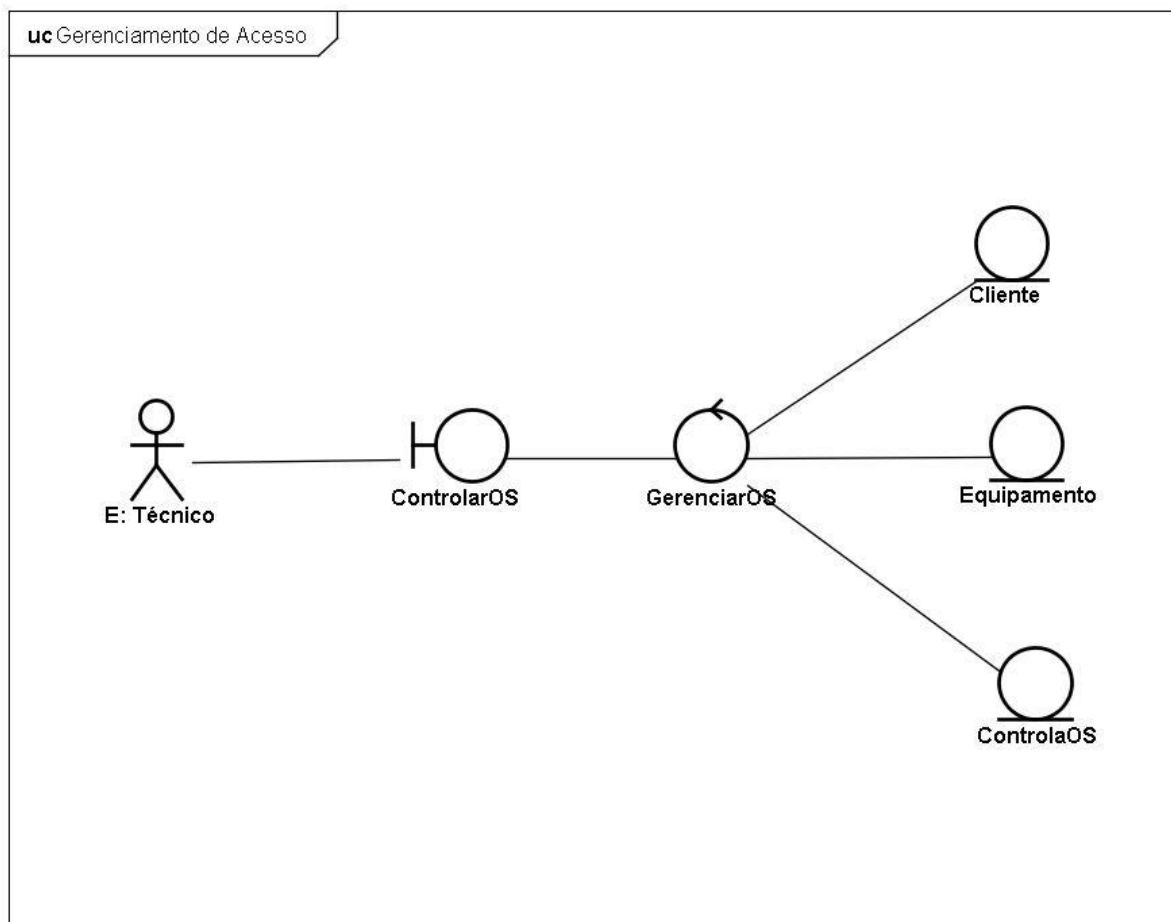 uc Gerenciamento de Acesso
Cliente
E: Técnico
ControlarOS
GerenciarOS
Equipamento
ControlaOS